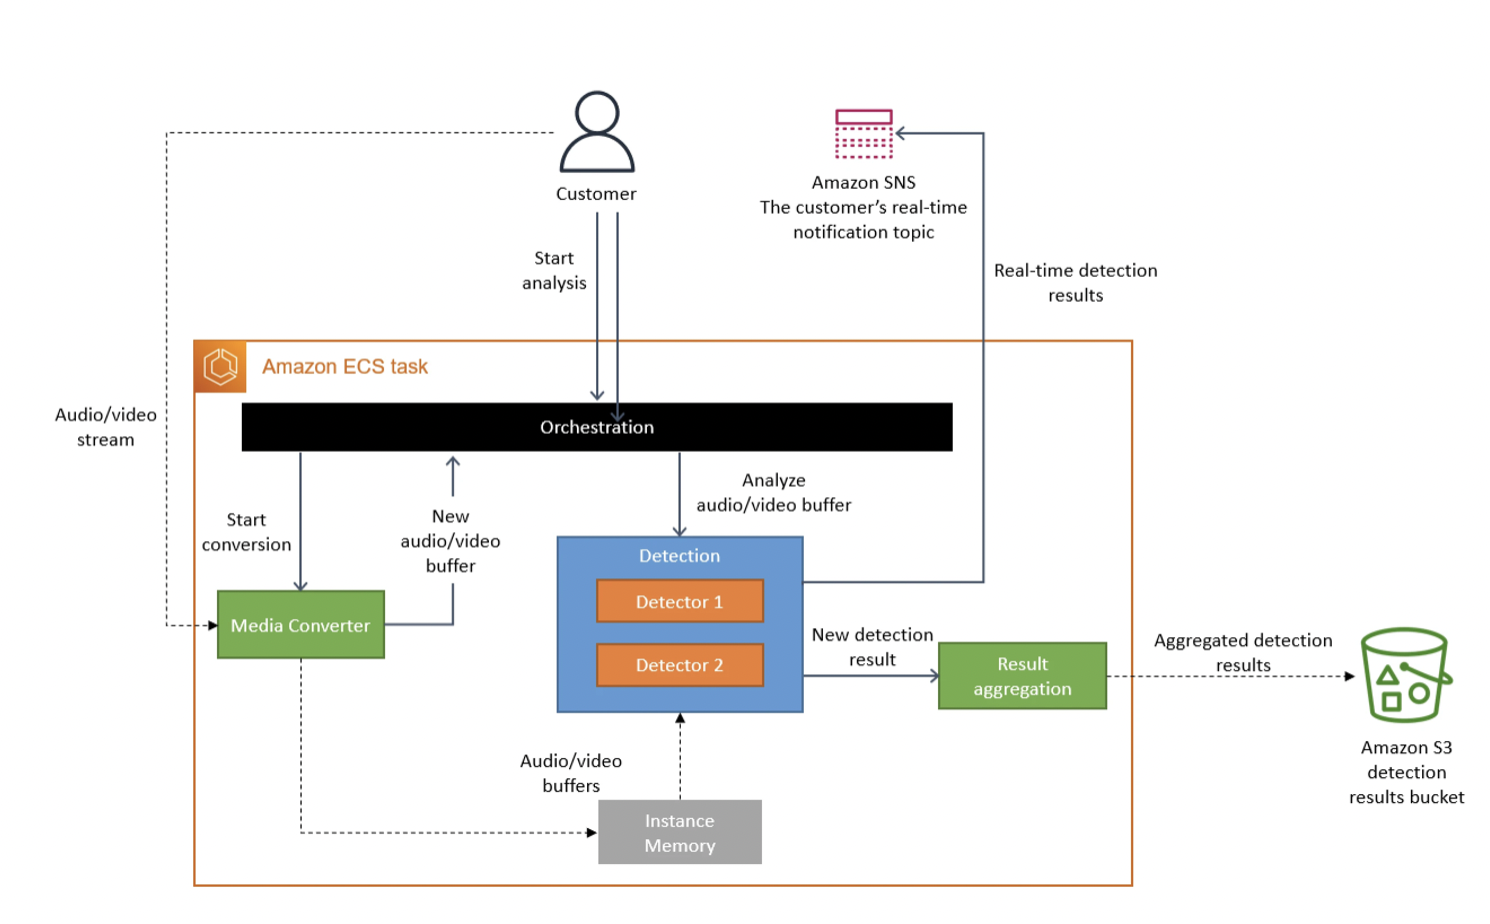 Customer
Amazon SNS
The customer's real-time
notification topic
Start
analysis
Real-time detection
results
Amazon ECS task
Audio/video
stream
Orchestration
Start
conversion
New
audio/video
buffer
Analyze
audio/video buffer
Detection
Detector 1
Detector 2
Media Converter
New detection
result
Result
aggregation
Aggregated detection
results
Amazon S3
detection
results bucket
Audio/video
buffers
Instance
Memory